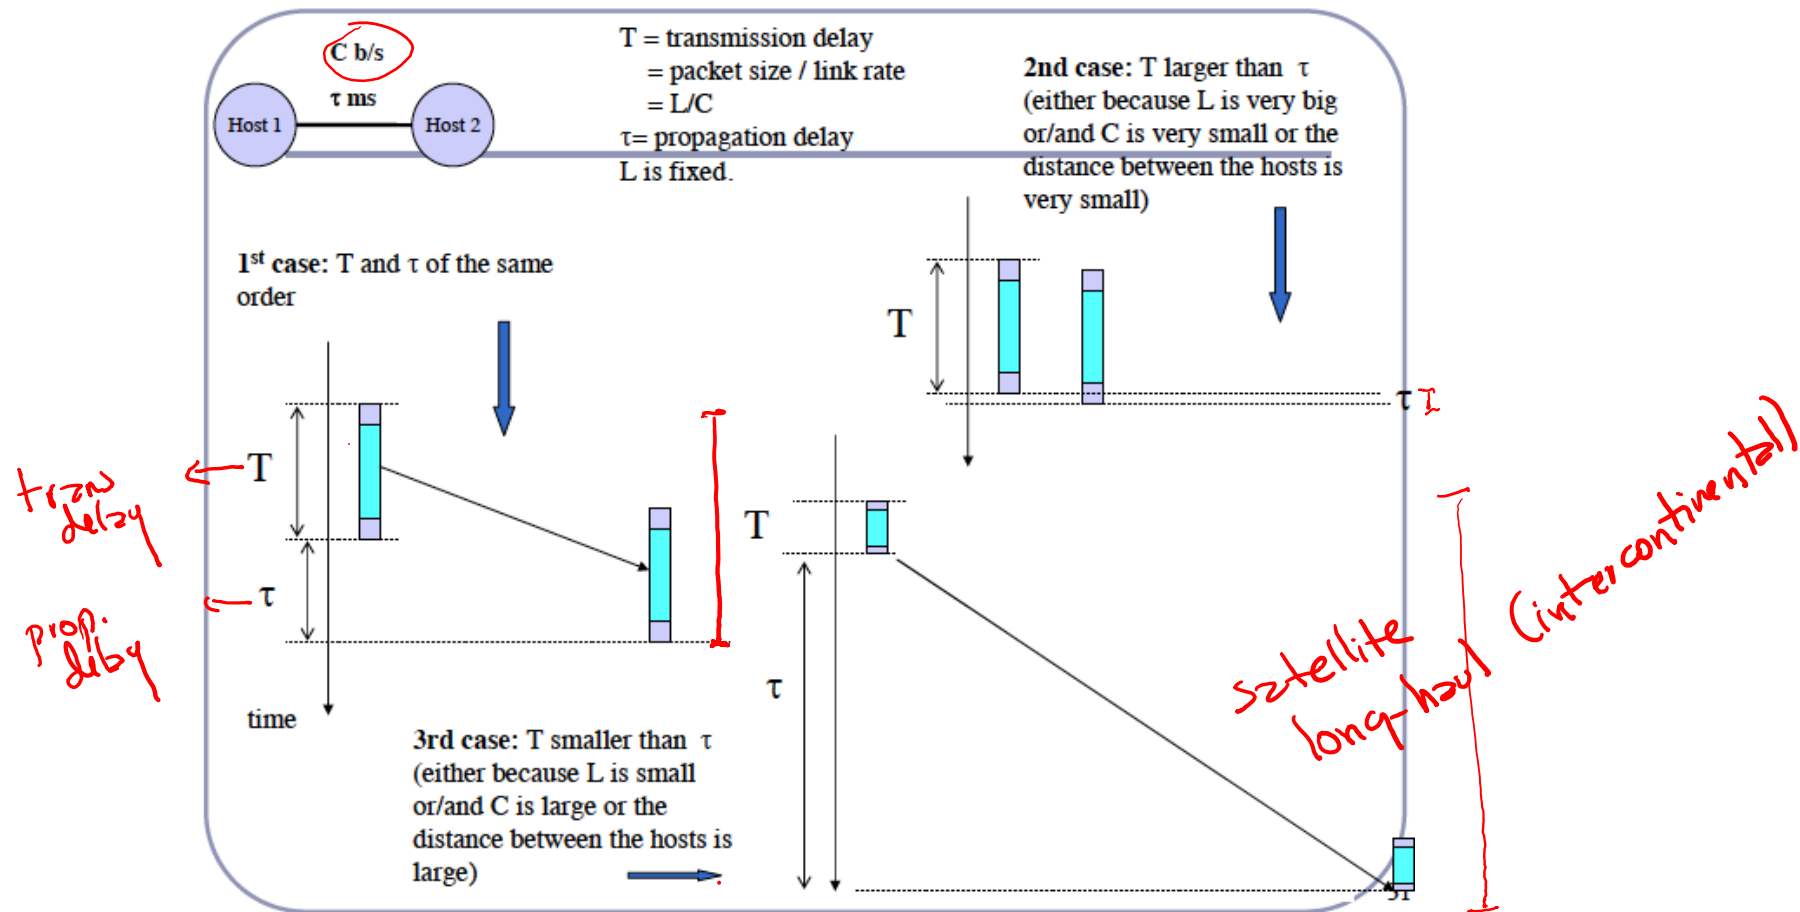 C b/s
τ ms
Host 1
Host 2
T = transmission delay
= packet size / link rate
= L/C
τ= propagation delay
L is fixed.
2nd case: T larger than τ
(either because L is very big
or/and C is very small or the
distance between the hosts is
very small)
1st case: T and τ of the same
order
T
τ
T
τ
time
trans
delay
prop.
delay
3rd case: T smaller than τ
(either because L is small
or/and C is large or the
distance between the hosts is
large)
T
τ
satellite
long-haul (intercontinental)